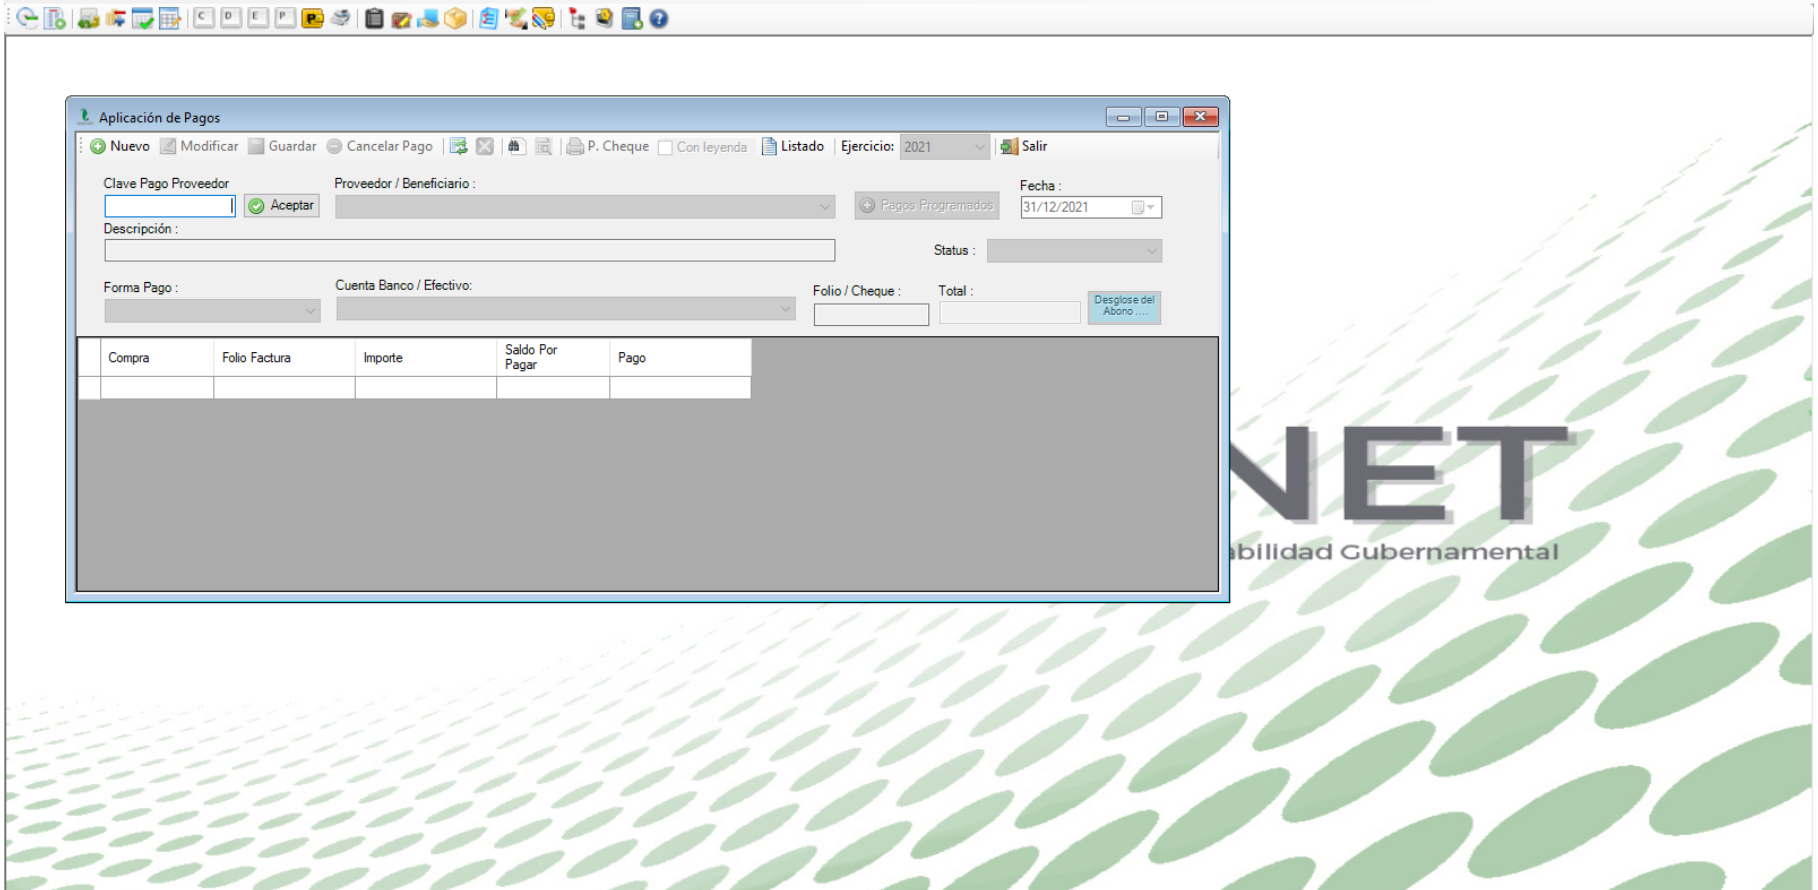 C D E P P
Aplicación de Pagos
Nuevo Modificar Guardar Cancelar Pago P. Cheque Con leyenda Listado Ejercicio: 2021 Salir
Clave Pago Proveedor Proveedor / Beneficiario : Fecha :
Aceptar Pagos Programados 31/12/2021
Descripción :
Status :
Forma Pago : Cuenta Banco / Efectivo: Folio / Cheque : Total :
Desglose del
Abono ....
Compra Folio Factura Importe Saldo Por Pagar Pago
NET
abilidad Gubernamental